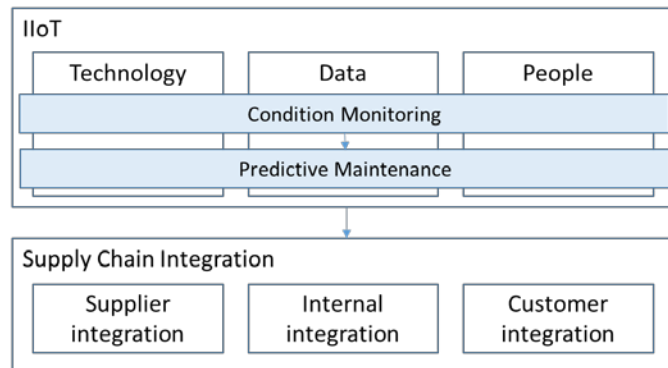 IIoT
Technology
Data
People
Condition Monitoring
Predictive Maintenance
Supply Chain Integration
Supplier
integration
Internal
integration
Customer
integration